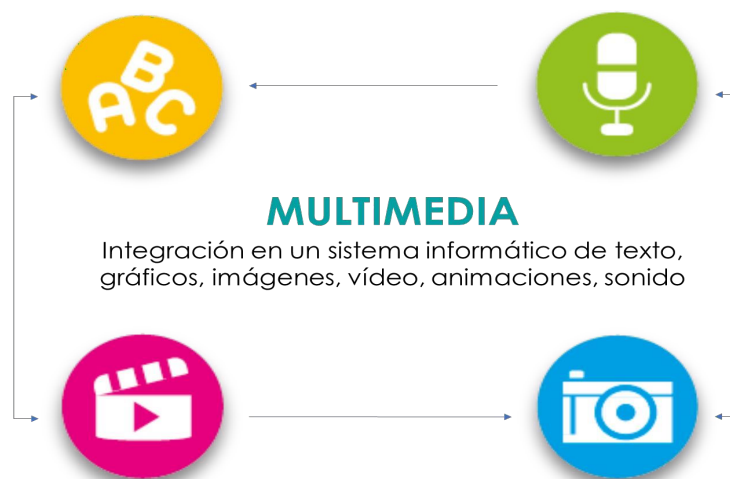 ABC
MULTIMEDIA
Integración en un sistema informático de texto,
gráficos, imágenes, vídeo, animaciones, sonido